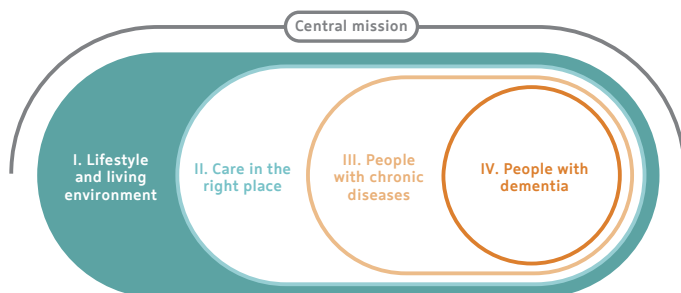 Central mission
I. Lifestyle
and living
environment
II. Care in the
right place
III. People
with chronic
diseases
IV. People with
dementia